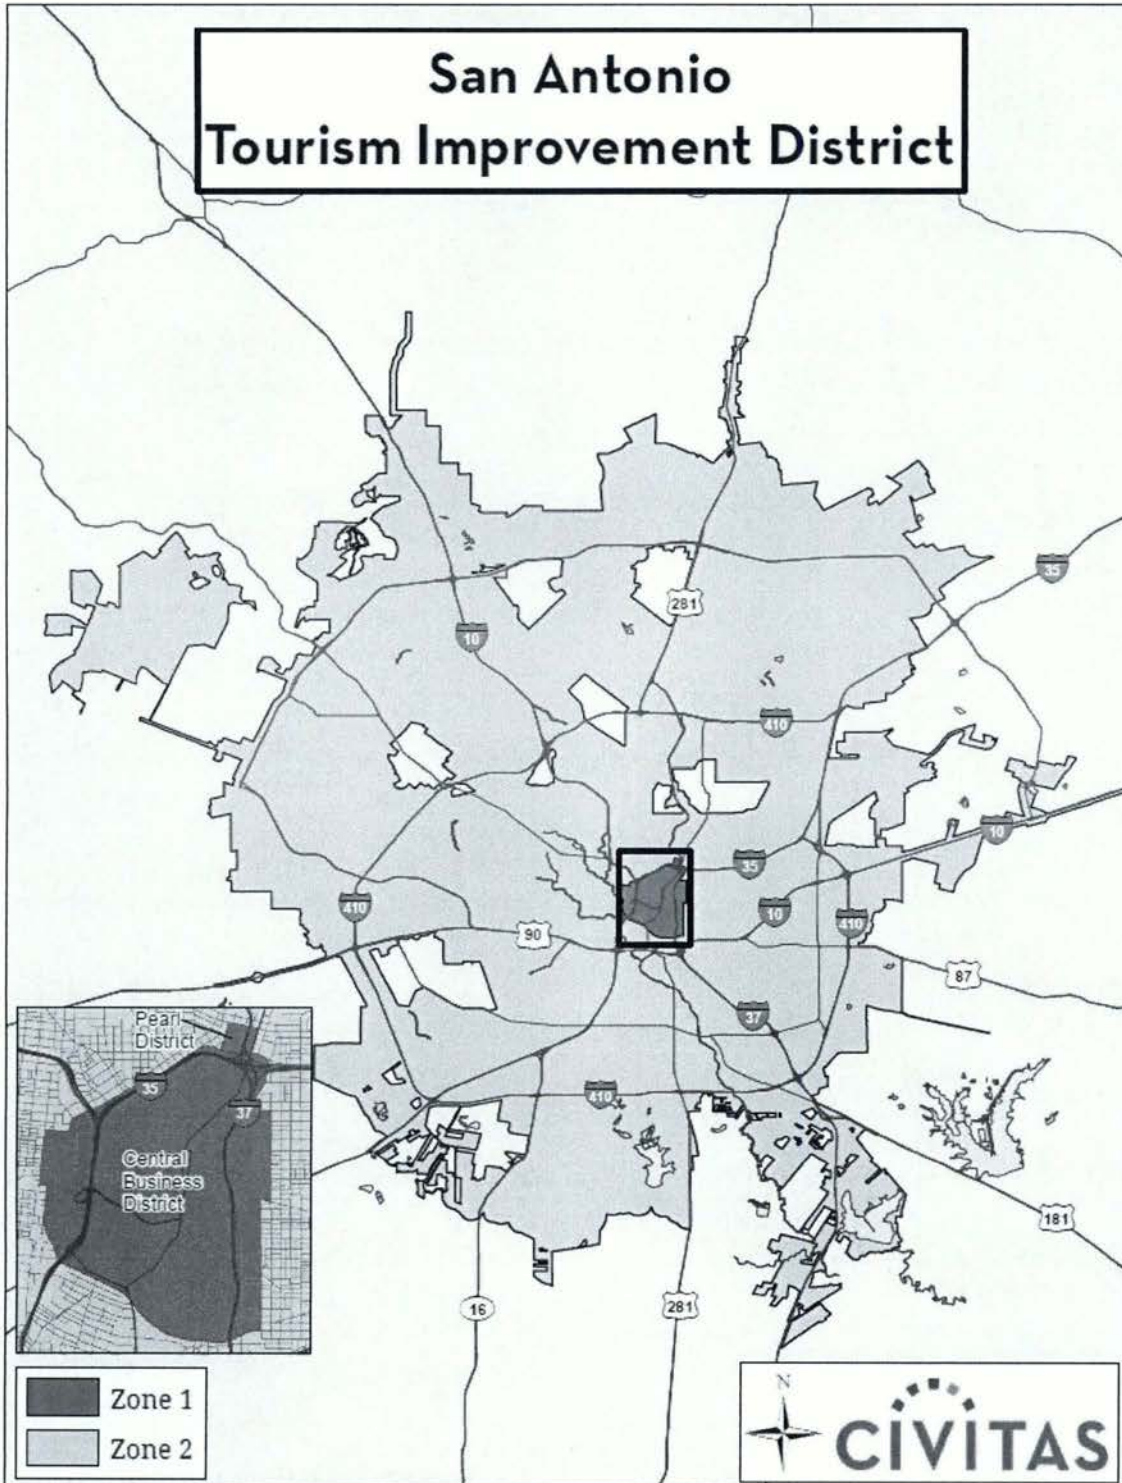 San Antonio
Tourism Improvement District
35
281
10
410
10
35
410
10
410
90
87
37
Pearl
District
35
37
410
Central
Business
District
181
16
281
Zone 1
Zone 2
N
CIVITAS